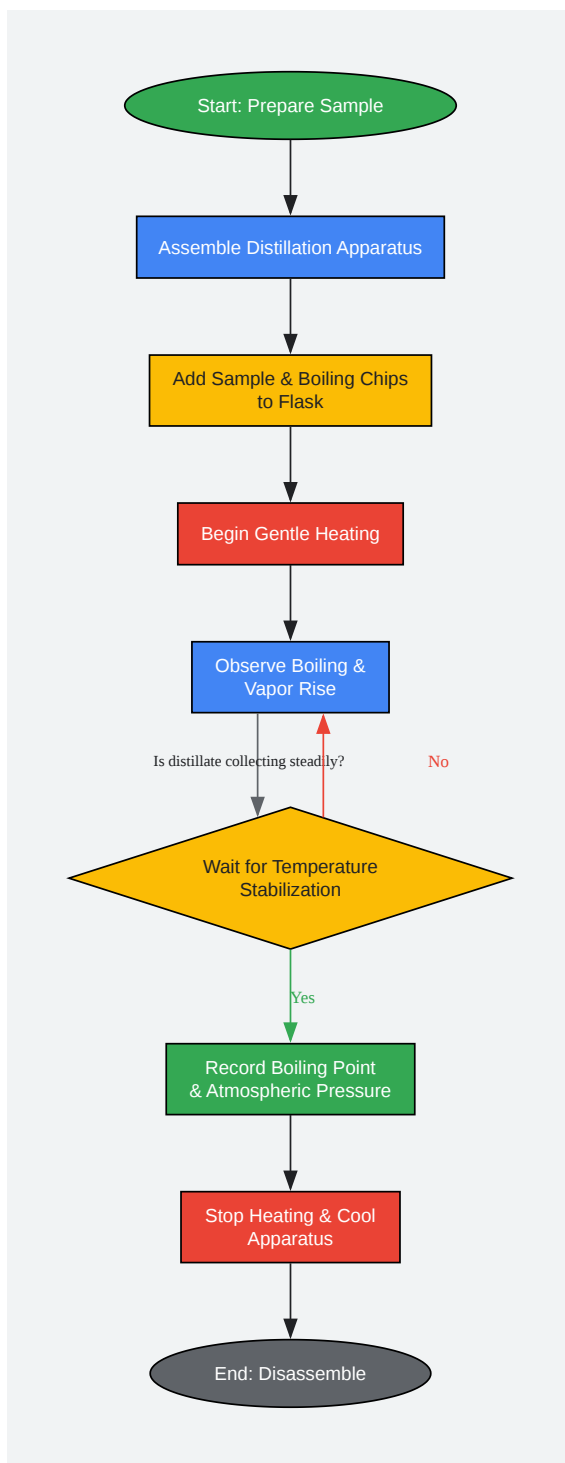 Start: Prepare Sample
Assemble Distillation Apparatus
Add Sample & Boiling Chips
to Flask
Begin Gentle Heating
Observe Boiling &
Vapor Rise
Is distillate collecting steadily?
No
Wait for Temperature
Stabilization
Yes
Record Boiling Point
& Atmospheric Pressure
Stop Heating & Cool
Apparatus
End: Disassemble